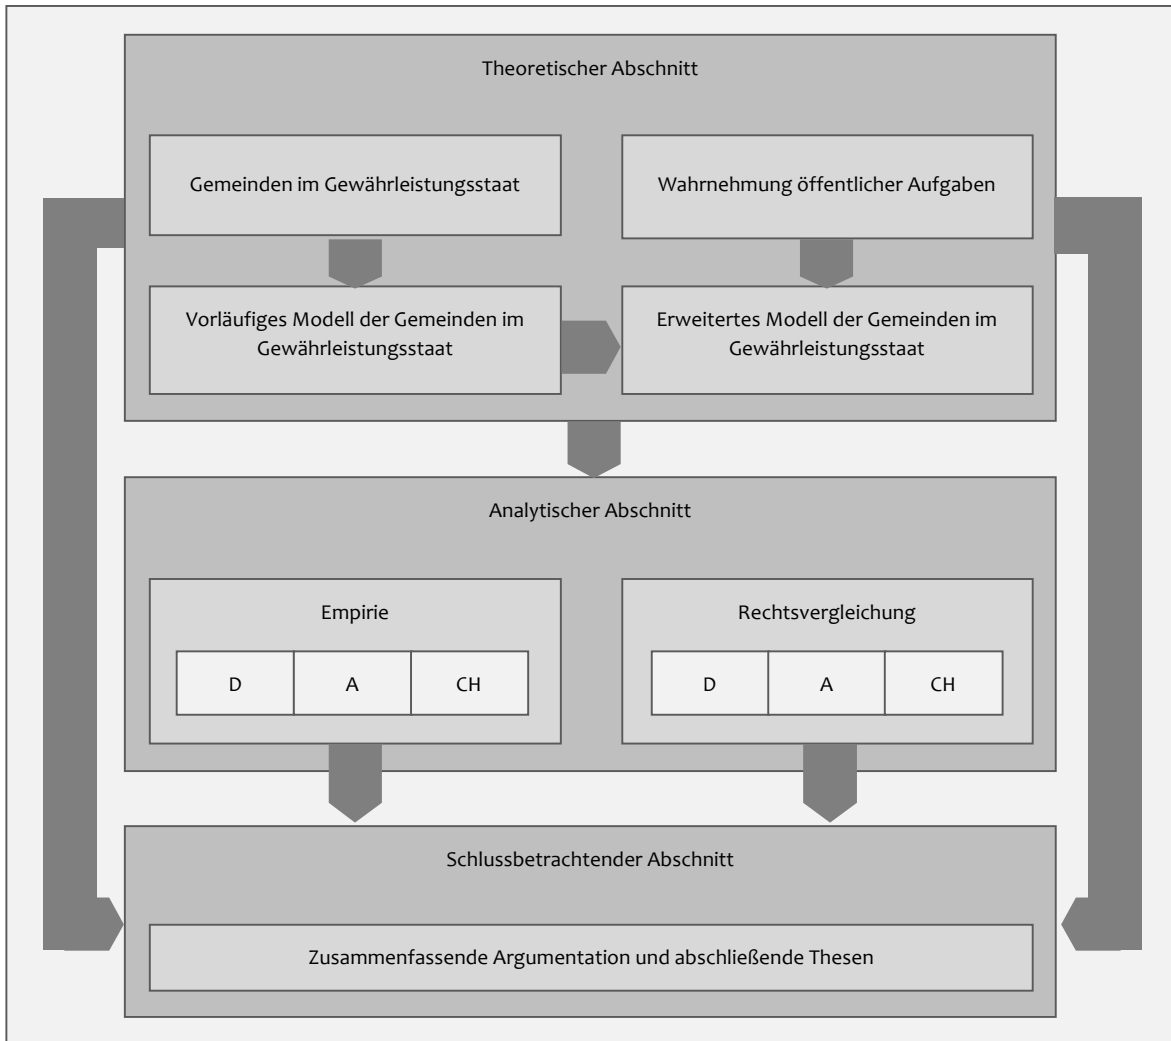 Theoretischer Abschnitt
Gemeinden im Gewährleistungsstaat
Wahrnehmung öffentlicher Aufgaben
Vorläufiges Modell der Gemeinden im
Gewährleistungsstaat
Erweitertes Modell der Gemeinden im
Gewährleistungsstaat
Analytischer Abschnitt
Empirie
D A CH
Rechtsvergleichung
D A CH
Schlussbetrachtender Abschnitt
Zusammenfassende Argumentation und abschließende Thesen